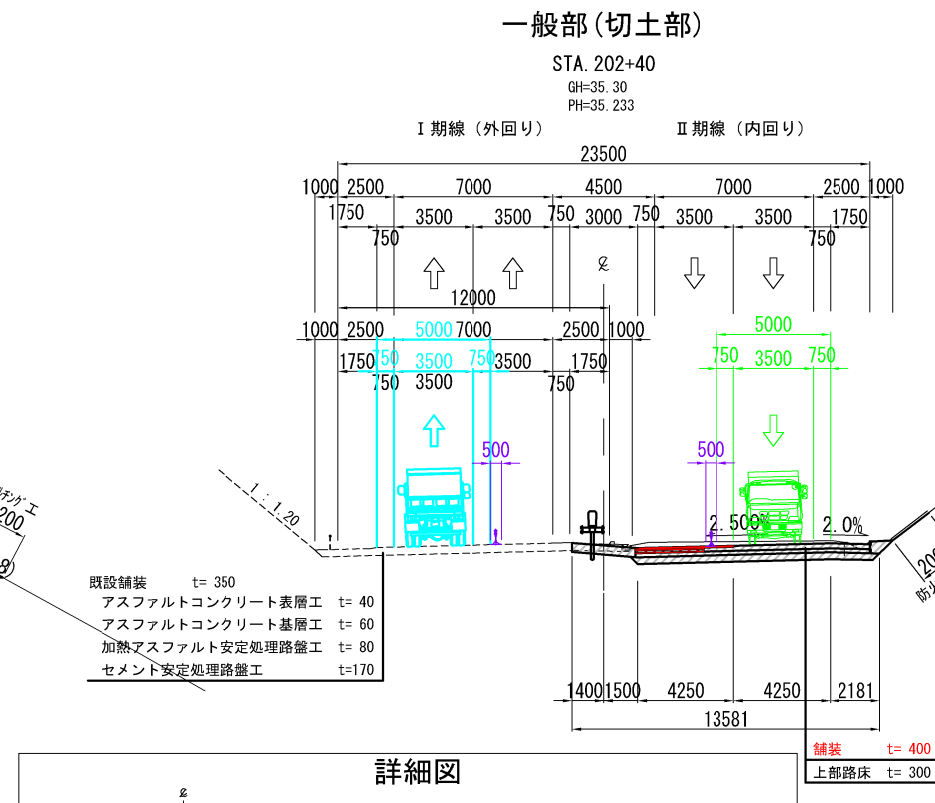 一般部(切土部)
STA. 202+40
GH=35.30
PH=35.233
Ⅰ期線（外回り）
Ⅱ期線（内回り）
23500
1000 2500 7000 4500 7000 2500 1000
1750 3500 3500 750 3000 750 3500 3500 1750
750 750
℄
12000
1000 2500 5000 7000 2500 1000
5000
1750 750 3500 750 3500 1750
750 3500 750
750 3500 750
500
500
1 : 1.20
2.500%
2.0%
200
既設舗装 t= 350
アスファルトコンクリート表層工 t= 40
アスファルトコンクリート基層工 t= 60
加熱アスファルト安定処理路盤工 t= 80
セメント安定処理路盤工 t=170
1400 1500 4250 4250 2181
13581
舗装 t= 400
上部路床 t= 300
詳細図
℄